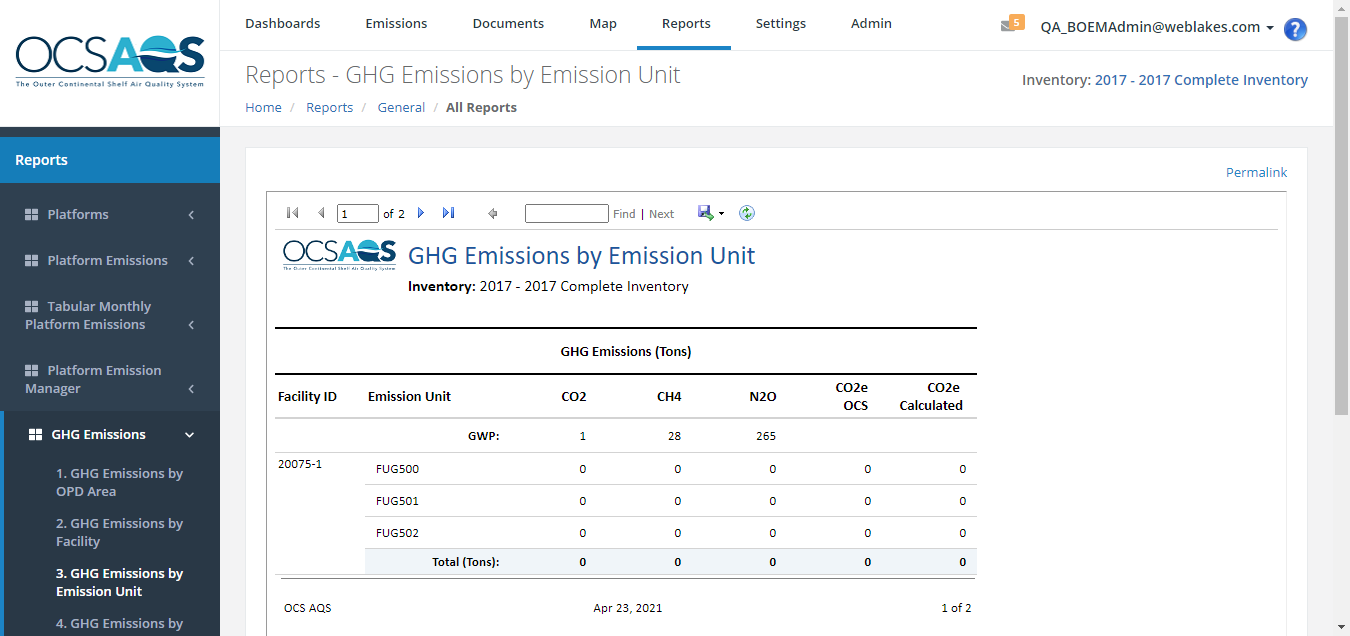 OCSAQS
The Outer Continental Shelf Air Quality System
Dashboards Emissions Documents Map Reports Settings Admin
5 QA_BOEMAdmin@weblakes.com ?
Reports - GHG Emissions by Emission Unit
Inventory: 2017 - 2017 Complete Inventory
Home / Reports / General / All Reports
Reports
Platforms
Platform Emissions
Tabular Monthly
Platform Emissions
Platform Emission
Manager
GHG Emissions
1. GHG Emissions by
OPD Area
2. GHG Emissions by
Facility
3. GHG Emissions by
Emission Unit
4. GHG Emissions by
Permalink
1 of 2 Find | Next
OCSAQS
The Outer Continental Shelf Air Quality System
GHG Emissions by Emission Unit
Inventory: 2017 - 2017 Complete Inventory
GHG Emissions (Tons)
Facility ID Emission Unit CO2 CH4 N2O CO2e OCS CO2e Calculated
GWP: 1 28 265
20075-1 FUG500 0 0 0 0 0
FUG501 0 0 0 0 0
FUG502 0 0 0 0 0
Total (Tons): 0 0 0 0 0
OCS AQS Apr 23, 2021 1 of 2